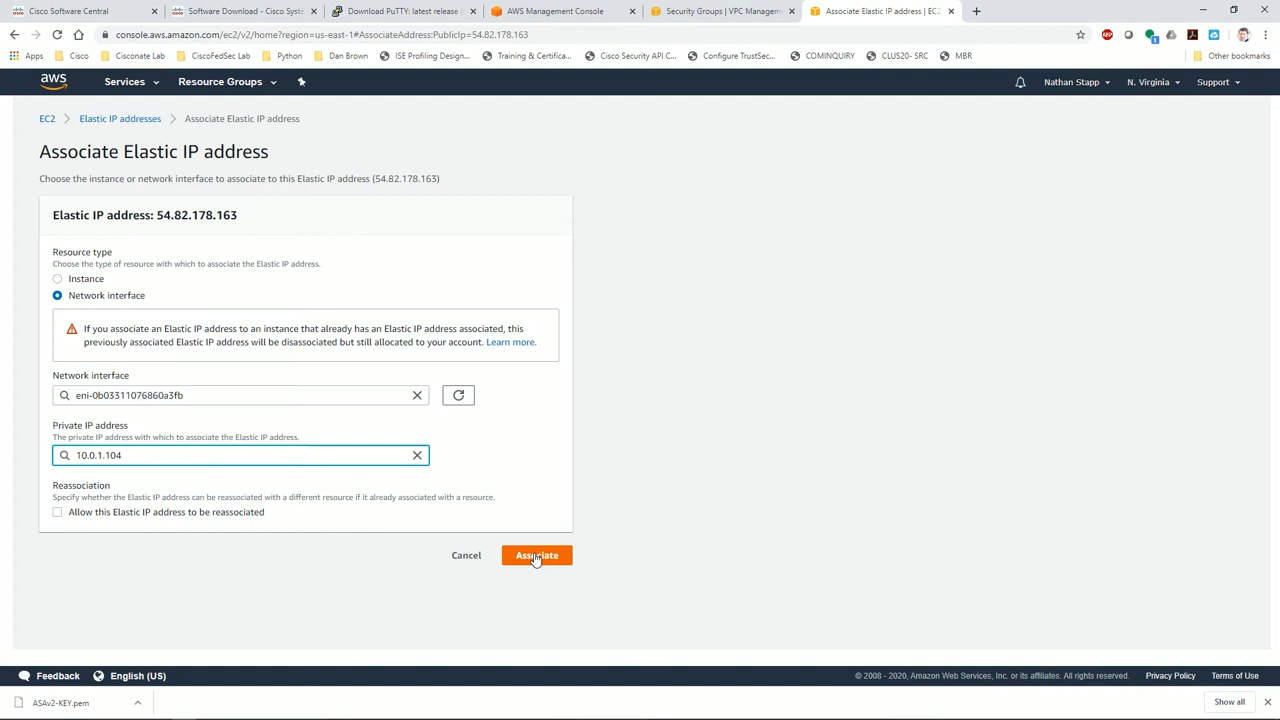 Cisco Software Central
Software Download - Cisco Syste
Download PuTTY: latest release (
AWS Management Console
Security Groups | VPC Managem
Associate Elastic IP address | EC2
console.aws.amazon.com/ec2/v2/home?region=us-east-1#AssociateAddress:PublicIp=54.82.178.163
ABP
1
Apps
Cisco
Cisconate Lab
CiscoFedSec Lab
Python
Dan Brown
ISE Profiling Design...
Training & Certifica...
Cisco Security API C...
Configure TrustSec...
COMINQUIRY
CLUS20- SRC
MBR
Other bookmarks
aws
Services
Resource Groups
Nathan Stapp
N. Virginia
Support
EC2
Elastic IP addresses
Associate Elastic IP address
Associate Elastic IP address
Choose the instance or network interface to associate to this Elastic IP address (54.82.178.163)
Elastic IP address: 54.82.178.163
Resource type
Choose the type of resource with which to associate the Elastic IP address.
Instance
Network interface
If you associate an Elastic IP address to an instance that already has an Elastic IP address associated, this
previously associated Elastic IP address will be disassociated but still allocated to your account. Learn more.
Network interface
eni-0b03311076860a3fb
Private IP address
The private IP address with which to associate the Elastic IP address.
10.0.1.104
Reassociation
Specify whether the Elastic IP address can be reassociated with a different resource if it already associated with a resource.
Allow this Elastic IP address to be reassociated
Cancel
Associate
Feedback
English (US)
© 2008 - 2020, Amazon Web Services, Inc. or its affiliates. All rights reserved.
Privacy Policy
Terms of Use
ASAv2-KEY.pem
Show all